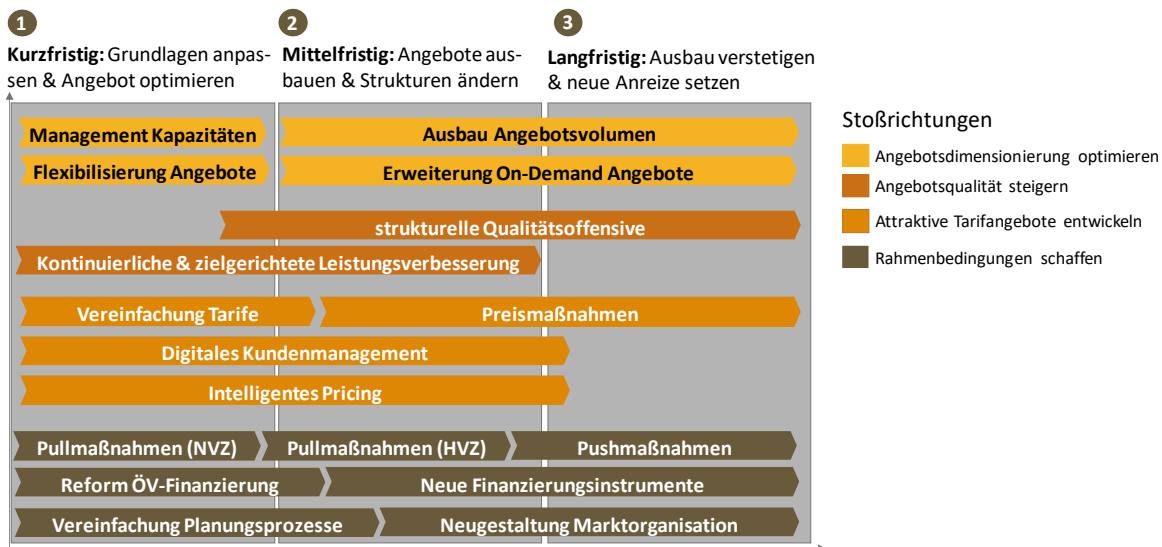 1
Kurzfristig: Grundlagen anpas-
sen & Angebot optimieren
2
Mittelfristig: Angebote aus-
bauen & Strukturen ändern
3
Langfristig: Ausbau verstetigen
& neue Anreize setzen
Management Kapazitäten
Ausbau Angebotsvolumen
Flexibilisierung Angebote
Erweiterung On-Demand Angebote
strukturelle Qualitätsoffensive
Kontinuierliche & zielgerichtete Leistungsverbesserung
Vereinfachung Tarife
Preismaßnahmen
Digitales Kundenmanagement
Intelligentes Pricing
Pullmaßnahmen (NVZ)
Pullmaßnahmen (HVZ)
Pushmaßnahmen
Reform ÖV-Finanzierung
Neue Finanzierungsinstrumente
Vereinfachung Planungsprozesse
Neugestaltung Marktorganisation
Stoßrichtungen
Angebotsdimensionierung optimieren
Angebotsqualität steigern
Attraktive Tarifangebote entwickeln
Rahmenbedingungen schaffen